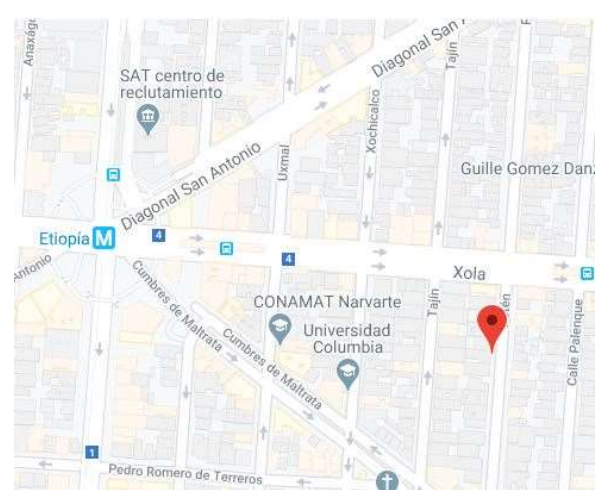 Anaxág
SAT centro de
reclutamiento
Diagonal San
Tajín
Xochicalco
Uxmal
Diagonal San Antonio
Guille Gomez Danz
Etiopía M
4
4
Antonio
Xola
Cumbres de Maltrata
CONAMAT Narvarte
Tajín
tén
Calle Palenque
Universidad
Columbia
Cumbres de Maltrata
1
Pedro Romero de Terreros